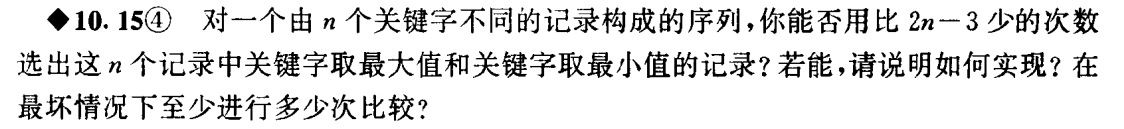 ◆10.15④ 对一个由 n 个关键字不同的记录构成的序列,你能否用比 2n－3 少的次数
选出这 n 个记录中关键字取最大值和关键字取最小值的记录? 若能,请说明如何实现? 在
最坏情况下至少进行多少次比较?